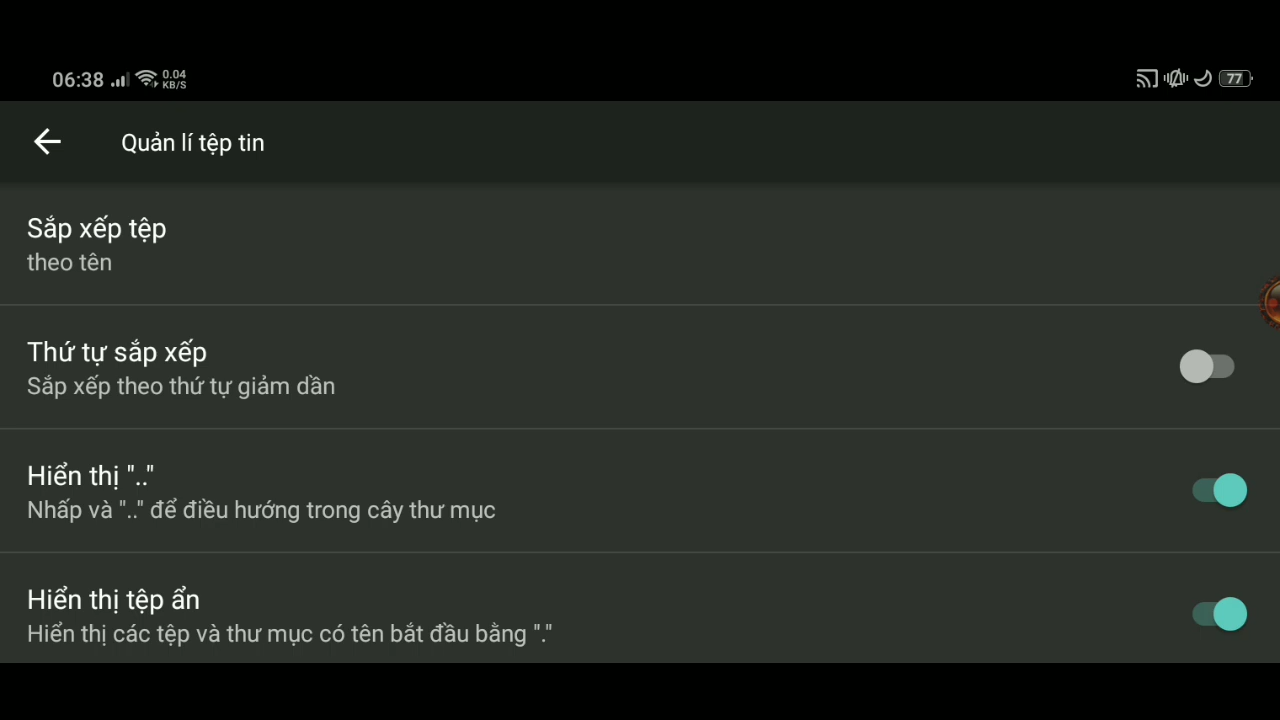 06:38 0.04 KB/S 77
Quản lí tệp tin
Sắp xếp tệp
theo tên
Thứ tự sắp xếp
Sắp xếp theo thứ tự giảm dần
Hiển thị ".."
Nhấp và ".." để điều hướng trong cây thư mục
Hiển thị tệp ẩn
Hiển thị các tệp và thư mục có tên bắt đầu bằng "."